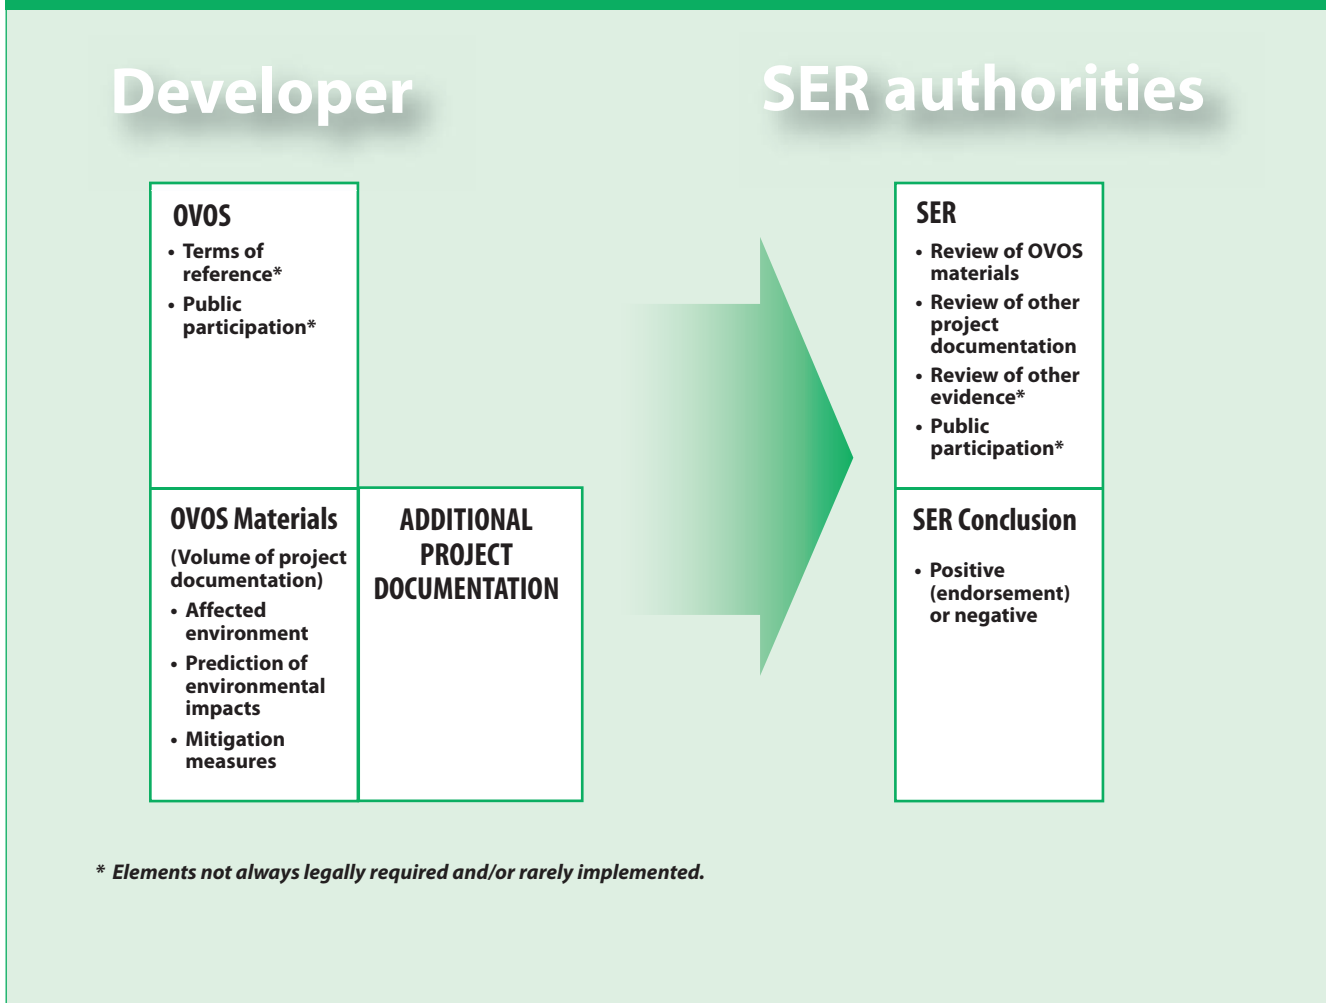 Developer
SER authorities
OVOS
• Terms of
reference*
• Public
participation*
OVOS Materials
(Volume of project
documentation)
• Affected
environment
• Prediction of
environmental
impacts
• Mitigation
measures
ADDITIONAL
PROJECT
DOCUMENTATION
SER
• Review of OVOS
materials
• Review of other
project
documentation
• Review of other
evidence*
• Public
participation*
SER Conclusion
• Positive
(endorsement)
or negative
* Elements not always legally required and/or rarely implemented.